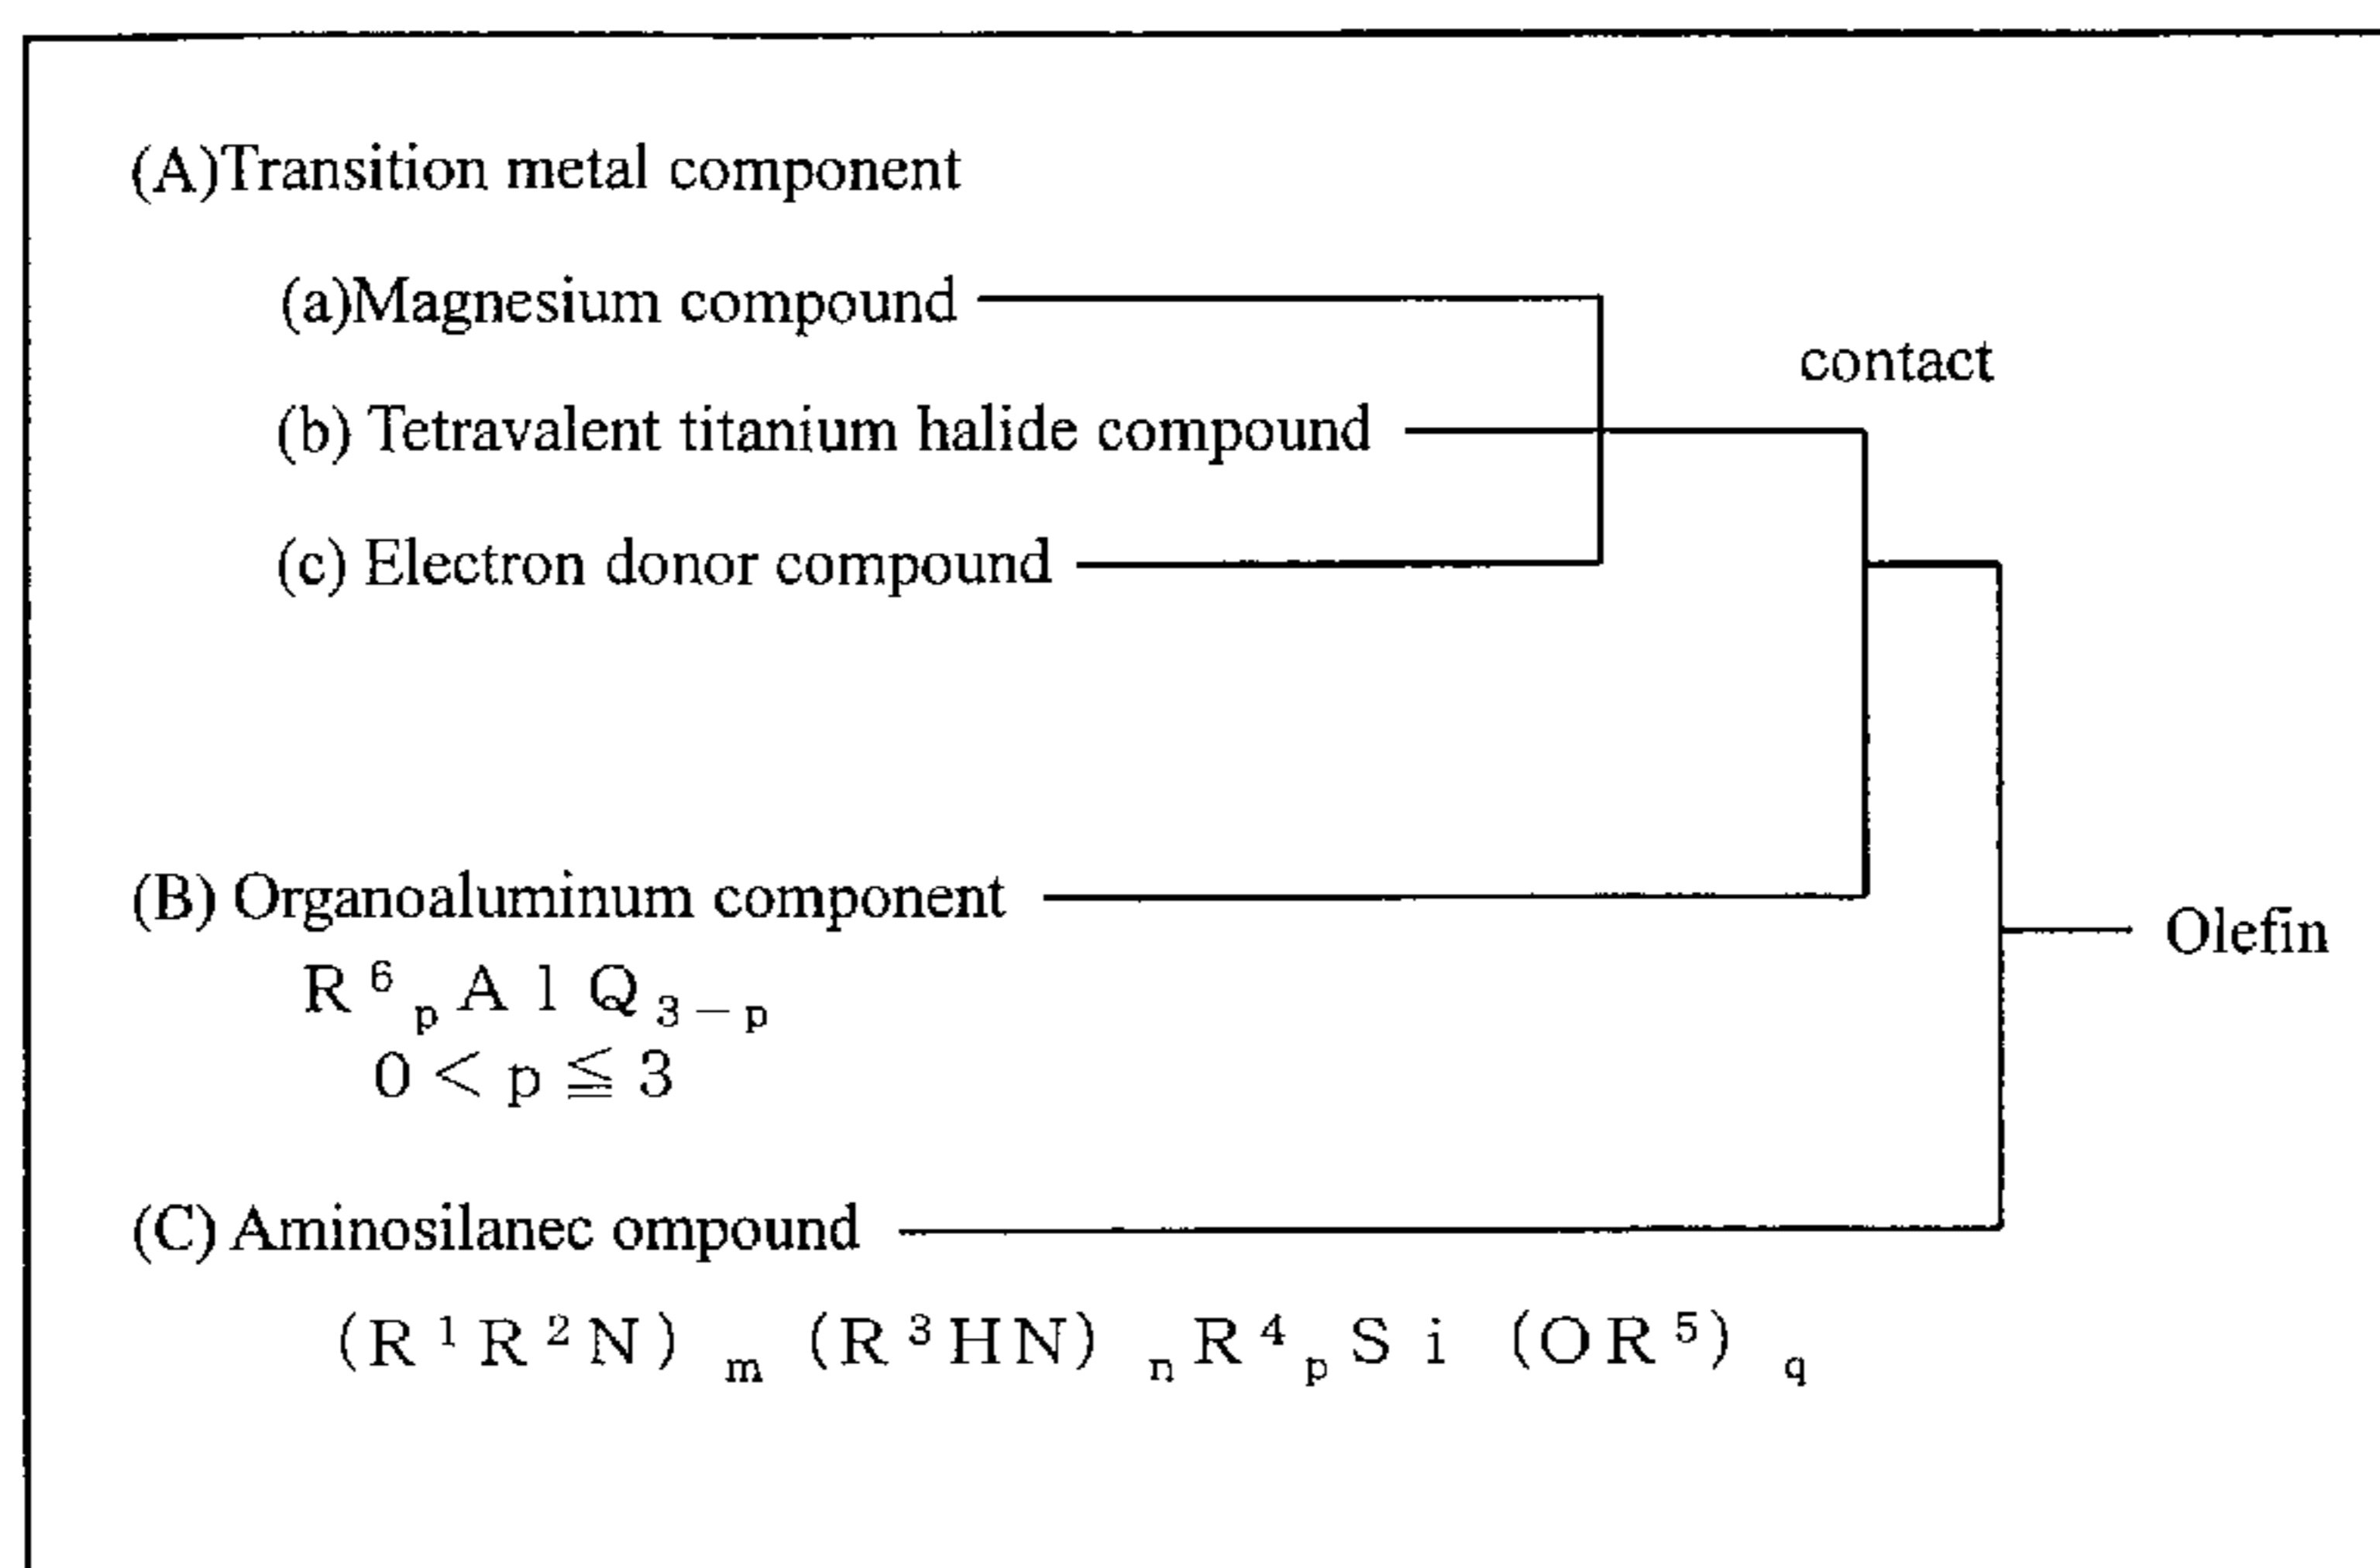 (A)Transition metal component
(a)Magnesium compound
contact
(b) Tetravalent titanium halide compound
(c) Electron donor compound
(B) Organoaluminum component
Olefin
R⁶ₚAlQ₃₋ₚ
0<p≦3
(C) Aminosilanec ompound
(R¹R²N)ₘ(R³HN)ₙR⁴ₚSi(OR⁵)q